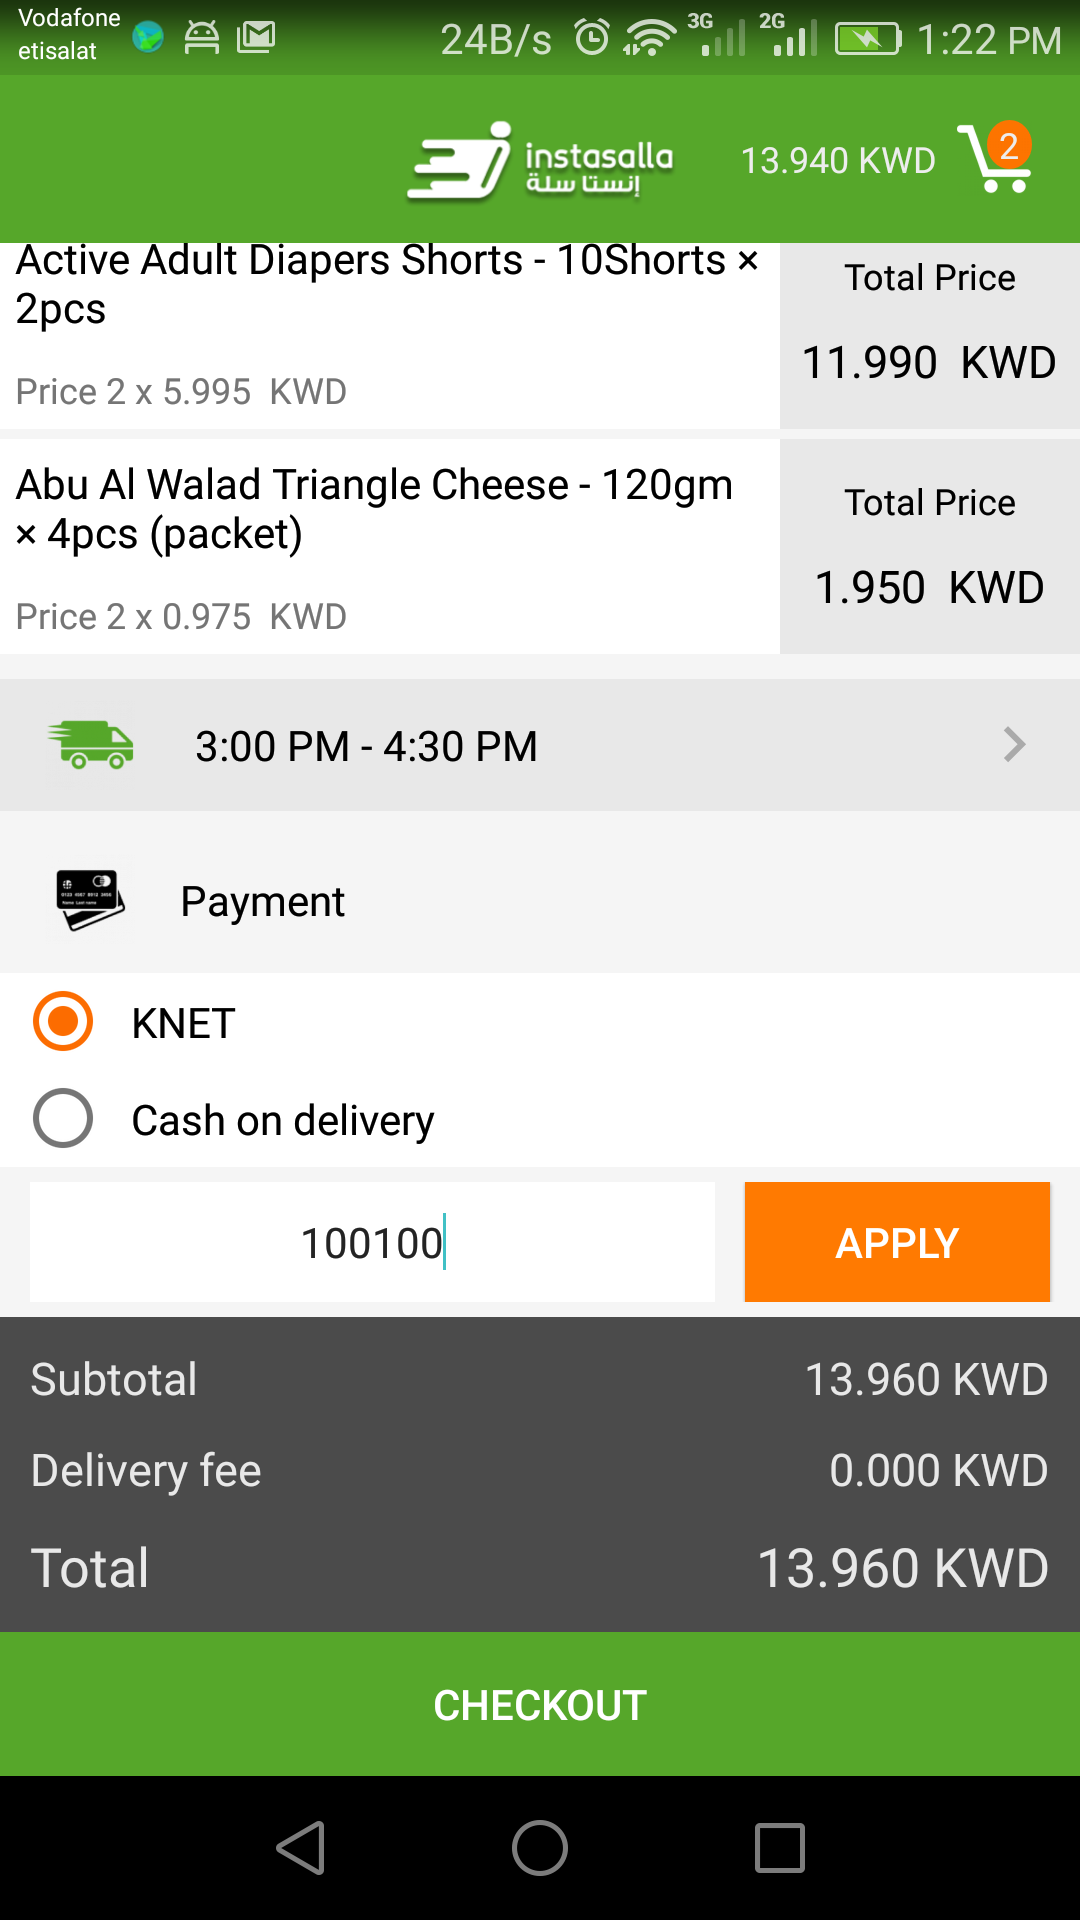 Vodafone
etisalat
24B/s
3G
2G
1:22 PM
instasalla
إنستا سلة
13.940 KWD
2
Active Adult Diapers Shorts - 10Shorts ×
2pcs
Price 2 x 5.995 KWD
Total Price
11.990 KWD
Abu Al Walad Triangle Cheese - 120gm
× 4pcs (packet)
Price 2 x 0.975 KWD
Total Price
1.950 KWD
3:00 PM - 4:30 PM
Payment
KNET
Cash on delivery
100100
APPLY
Subtotal
13.960 KWD
Delivery fee
0.000 KWD
Total
13.960 KWD
CHECKOUT